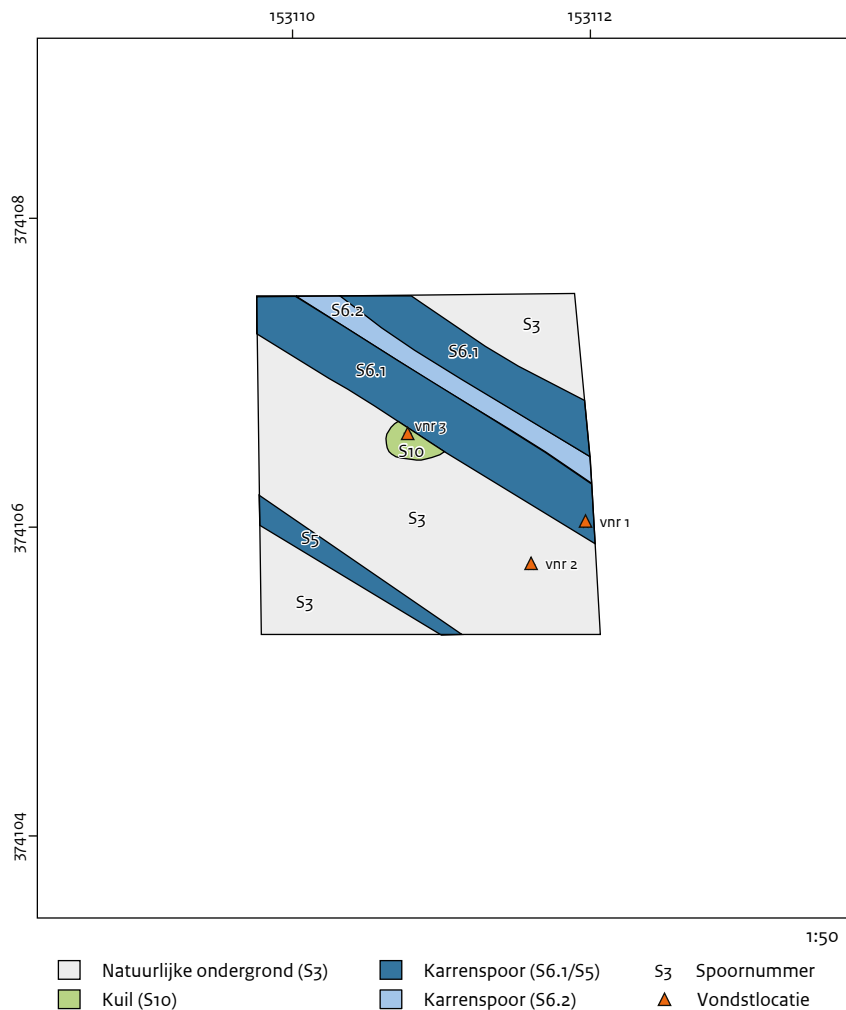 153110
153112
374108
S6.2
S3
S6.1
S6.1
vnr 3
S10
S3
vnr 1
374106
S5
vnr 2
S3
374104
1:50
Natuurlijke ondergrond (S3)
Karrenspoor (S6.1/S5)
S3 Spoornummer
Kuil (S10)
Karrenspoor (S6.2)
Vondstlocatie